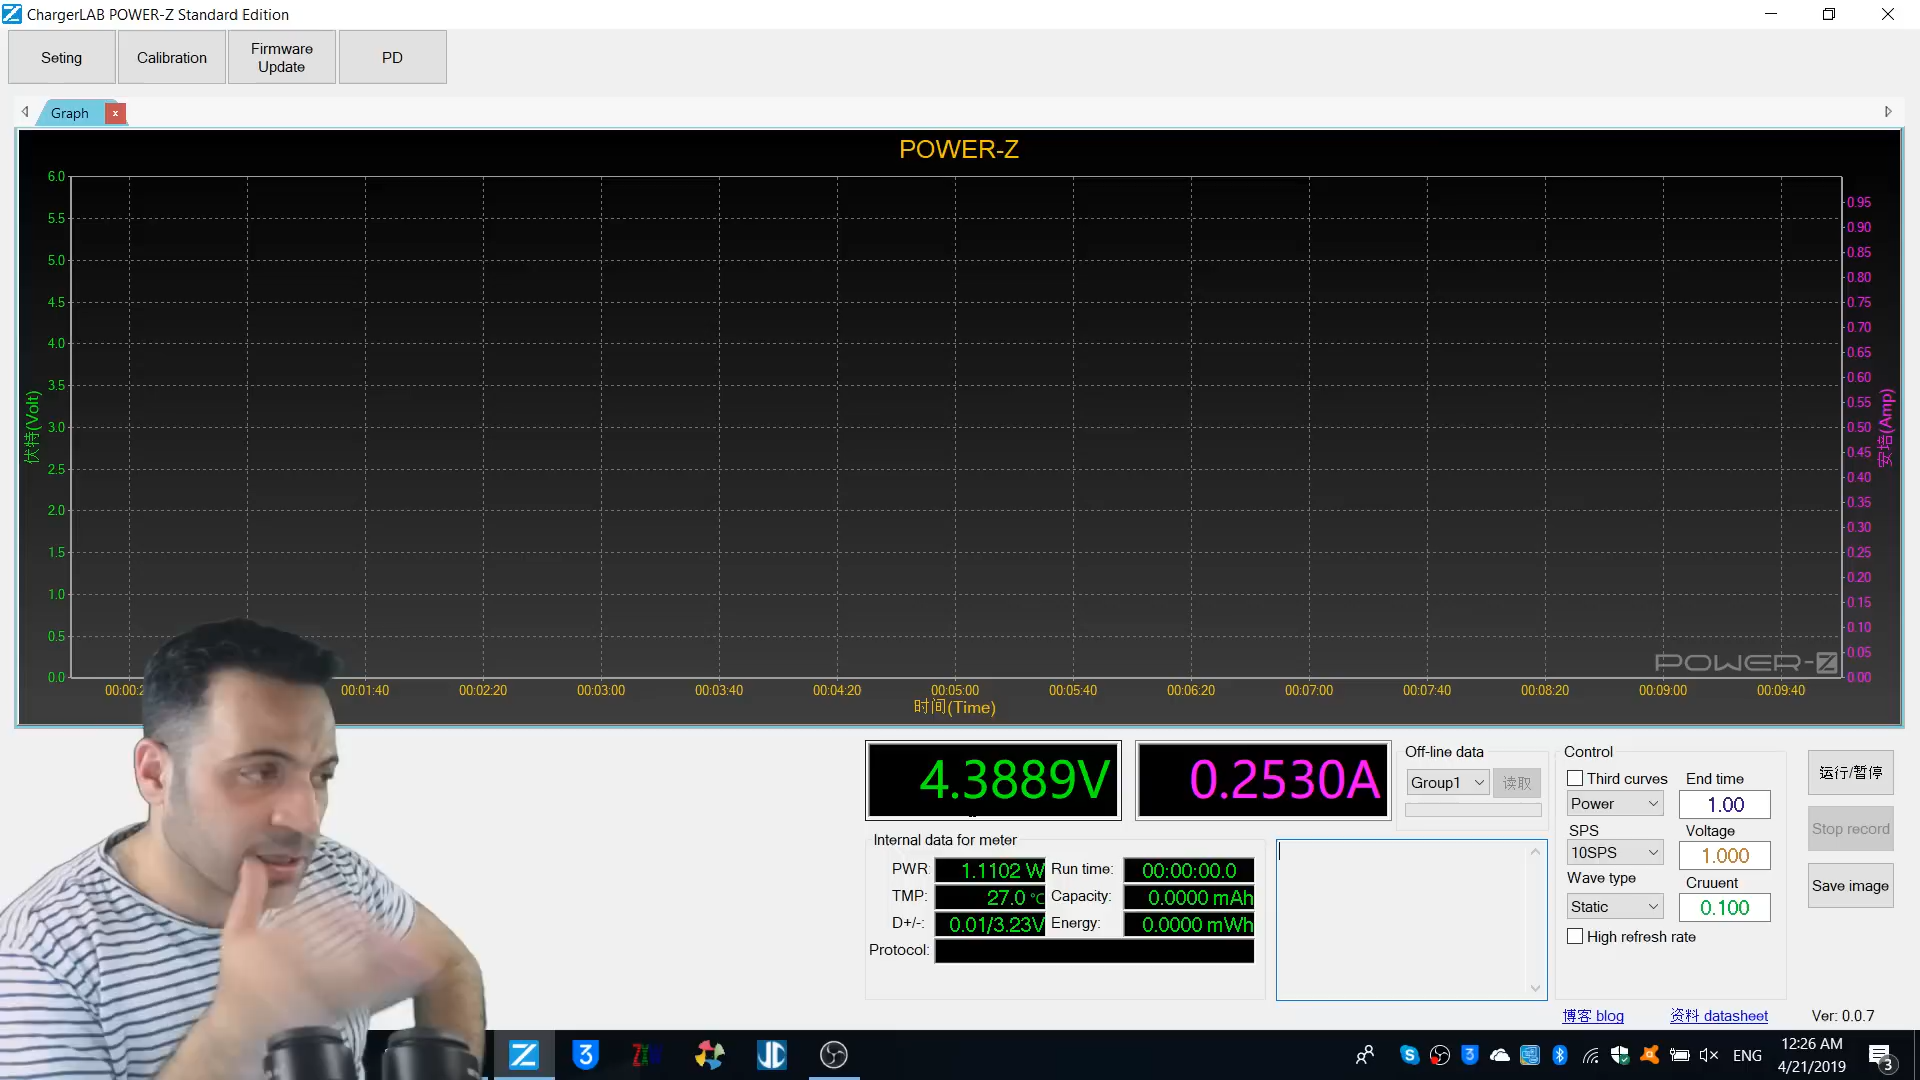 ChargerLAB POWER-Z Standard Edition
Seting
Calibration
Firmware
Update
PD
Graph
x
POWER-Z
6.0
5.5
5.0
4.5
4.0
3.5
3.0
2.5
2.0
1.5
1.0
0.5
0.0
伏特(Volt)
0.95
0.90
0.85
0.80
0.75
0.70
0.65
0.60
0.55
0.50
0.45
0.40
0.35
0.30
0.25
0.20
0.15
0.10
0.05
0.00
安培(Amp)
POWER-Z
00:01:40 00:02:20 00:03:00 00:03:40 00:04:20 00:05:00 00:05:40 00:06:20 00:07:00 00:07:40 00:08:20 00:09:00 00:09:40
时间(Time)
4.3889V
0.2530A
Internal data for meter
PWR: 1.1102 W Run time: 00:00:00.0
TMP: 27.0 °C Capacity: 0.0000 mAh
D+/-: 0.01/3.23V Energy: 0.0000 mWh
Protocol:
Off-line data
Group1 读取
Control
Third curves End time
Power 1.00
SPS Voltage
10SPS 1.000
Wave type Cruuent
Static 0.100
High refresh rate
运行/暂停
Stop record
Save image
博客 blog 资料 datasheet Ver: 0.0.7
Z
3
JC
3
ENG
12:26 AM
4/21/2019
3